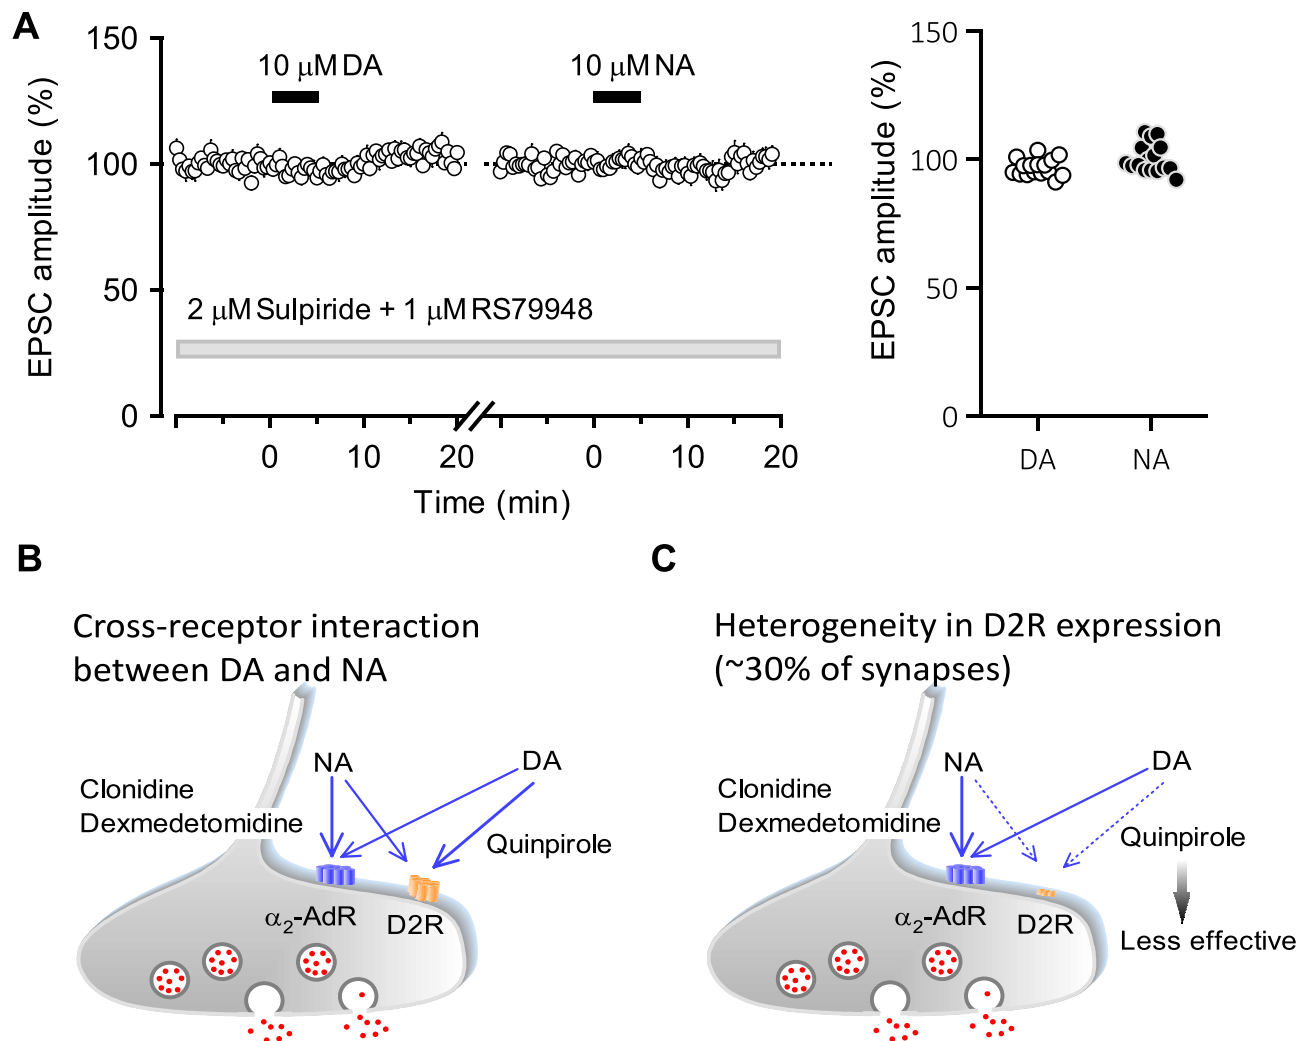 A
EPSC amplitude (%)
150
100
50
0
10 μM DA
10 μM NA
2 μM Sulpiride + 1 μM RS79948
0
10
20
0
10
20
Time (min)
EPSC amplitude (%)
150
100
50
0
DA
NA
B
Cross-receptor interaction
between DA and NA
NA
DA
Clonidine
Dexmedetomidine
Quinpirole
α2-AdR
D2R
C
Heterogeneity in D2R expression
(~30% of synapses)
NA
DA
Clonidine
Dexmedetomidine
Quinpirole
α2-AdR
D2R
Less effective